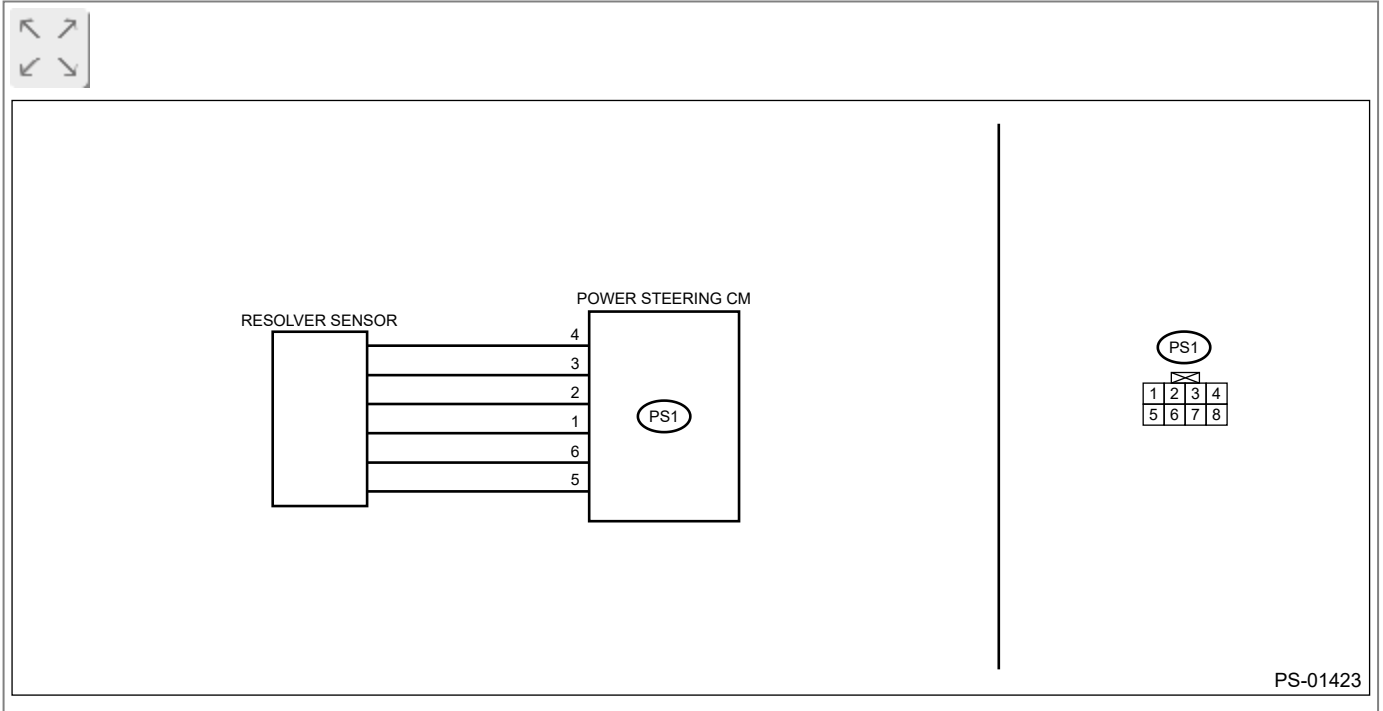 POWER STEERING CM
RESOLVER SENSOR
4
3
2
1
6
5
PS1
PS1
1 2 3 4
5 6 7 8
PS-01423